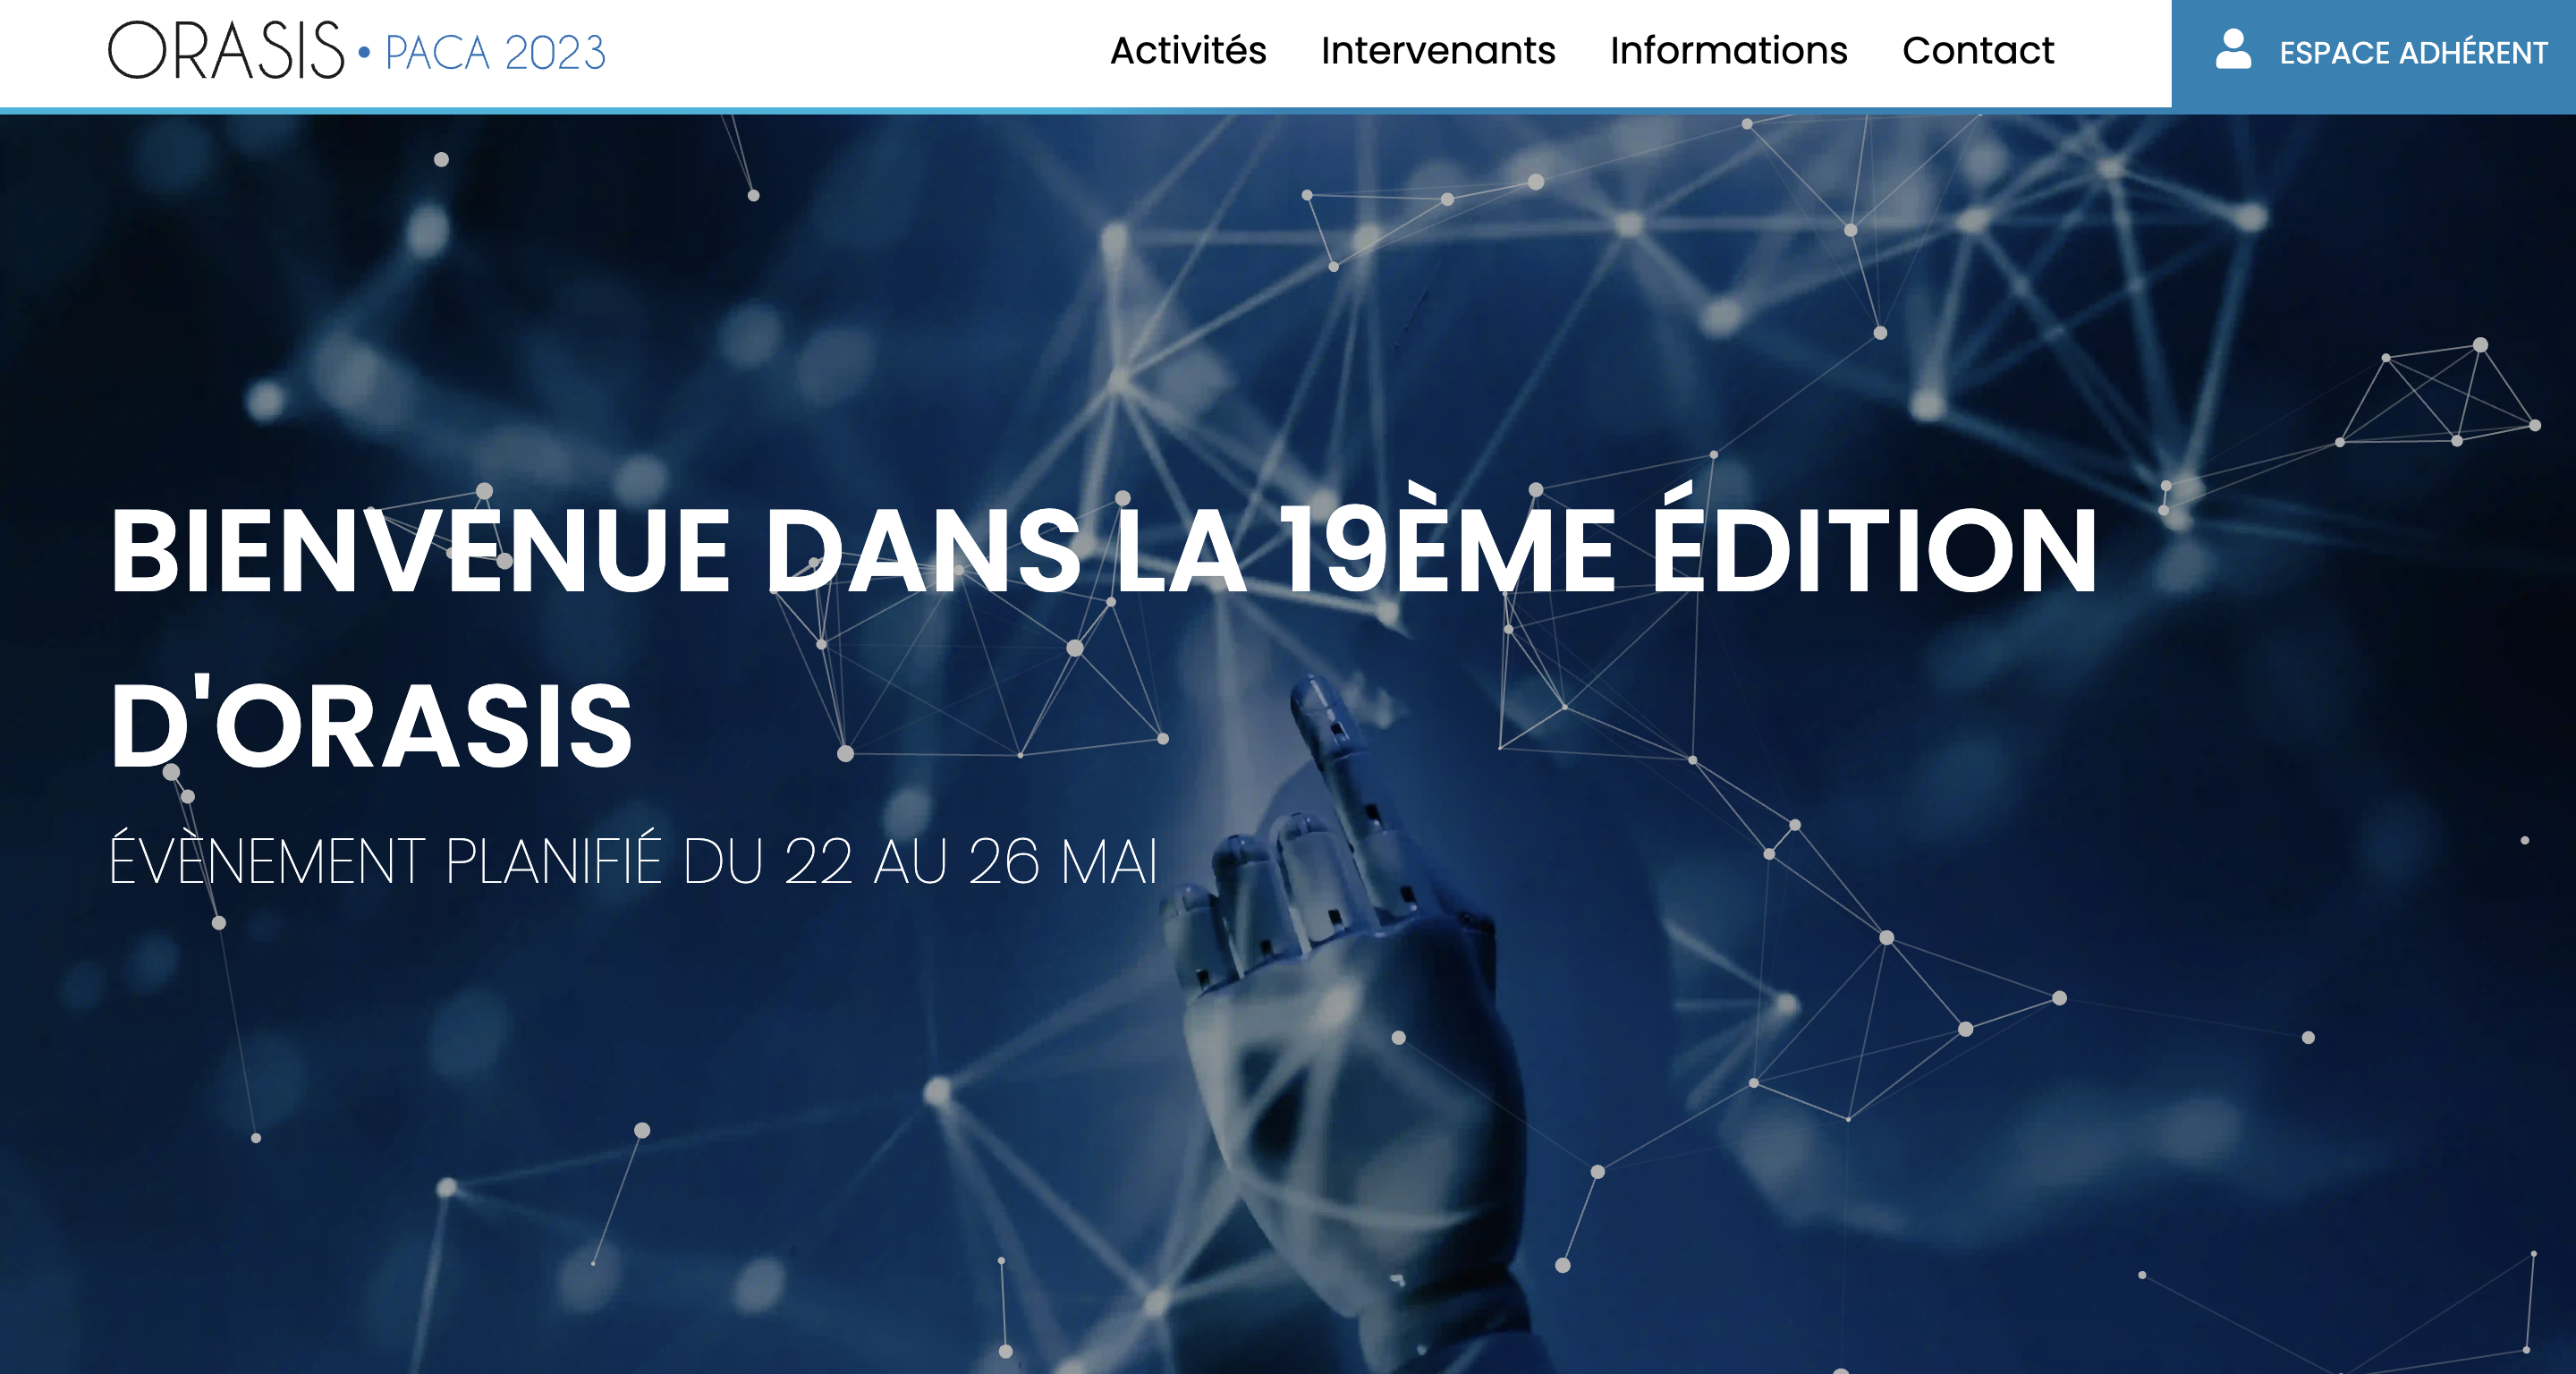 ORASIS • PACA 2023
Activités Intervenants Informations Contact
ESPACE ADHÉRENT
BIENVENUE DANS LA 19ÈME ÉDITION
D'ORASIS
ÉVÈNEMENT PLANIFIÉ DU 22 AU 26 MAI